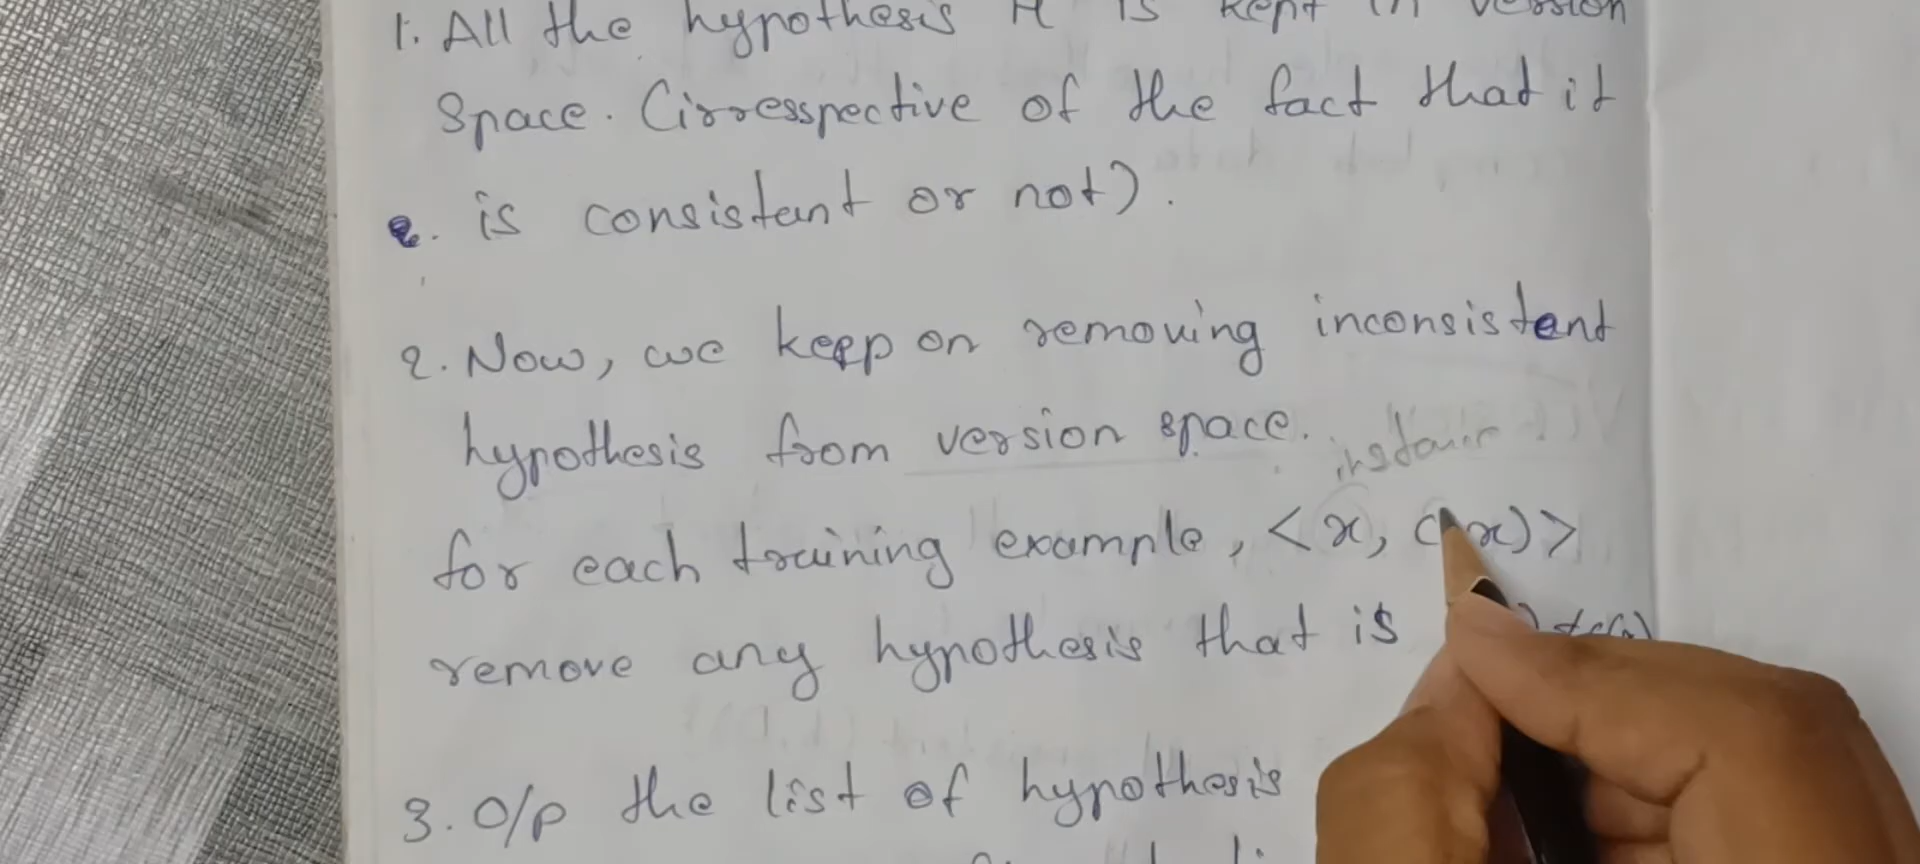 1. All the hypothesis H is kept in version
Space. (irresspective of the fact that it
is consistent or not).
2. Now, we keep on removing inconsistent
hypothesis from version space.
for each training example, <x, c(x)>
remove any hypothesis that is ≠ c(x)
3. O/p the list of hypothesis